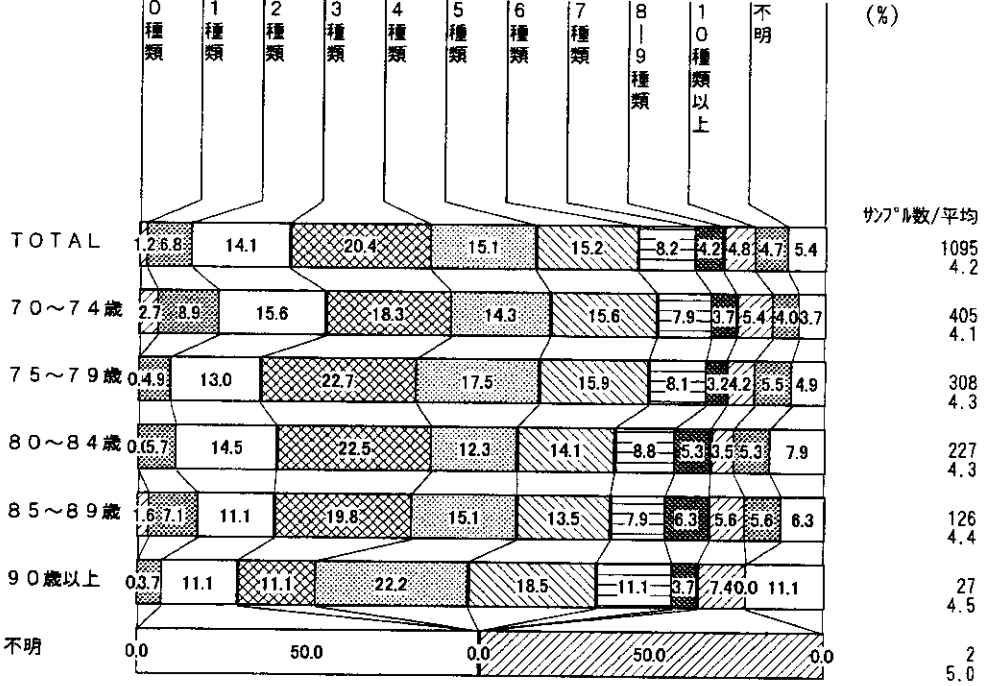 0種類 1種類 2種類 3種類 4種類 5種類 6種類 7種類 8―9種類 10種類以上 不明 (%)
サンプル数/平均
TOTAL 1.2 6.8 14.1 20.4 15.1 15.2 8.2 4.2 4.8 4.7 5.4 1095
4.2
70～74歳 2.7 8.9 15.6 18.3 14.3 15.6 7.9 3.7 5.4 4.0 3.7 405
4.1
75～79歳 0. 4.9 13.0 22.7 17.5 15.9 8.1 3.2 4.2 5.5 4.9 308
4.3
80～84歳 0. 5.7 14.5 22.5 12.3 14.1 8.8 5.3 3.5 5.3 7.9 227
4.3
85～89歳 1.6 7.1 11.1 19.8 15.1 13.5 7.9 6.3 5.6 5.6 6.3 126
4.4
90歳以上 0. 3.7 11.1 11.1 22.2 18.5 11.1 3.7 7.4 0.0 11.1 27
4.5
不明 0.0 50.0 0.0 50.0 0.0 2
5.0